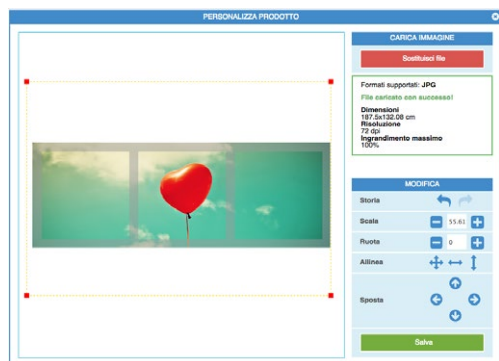 PERSONALIZZA PRODOTTO
CARICA IMMAGINE
Sostituisci file
Formati supportati: JPG
File caricato con successo!
Dimensioni
187.5x132.08 cm
Risoluzione
72 dpi
Ingrandimento massimo
100%
MODIFICA
Storia
Scala 55.61
Ruota 0
Allinea
Sposta
Salva